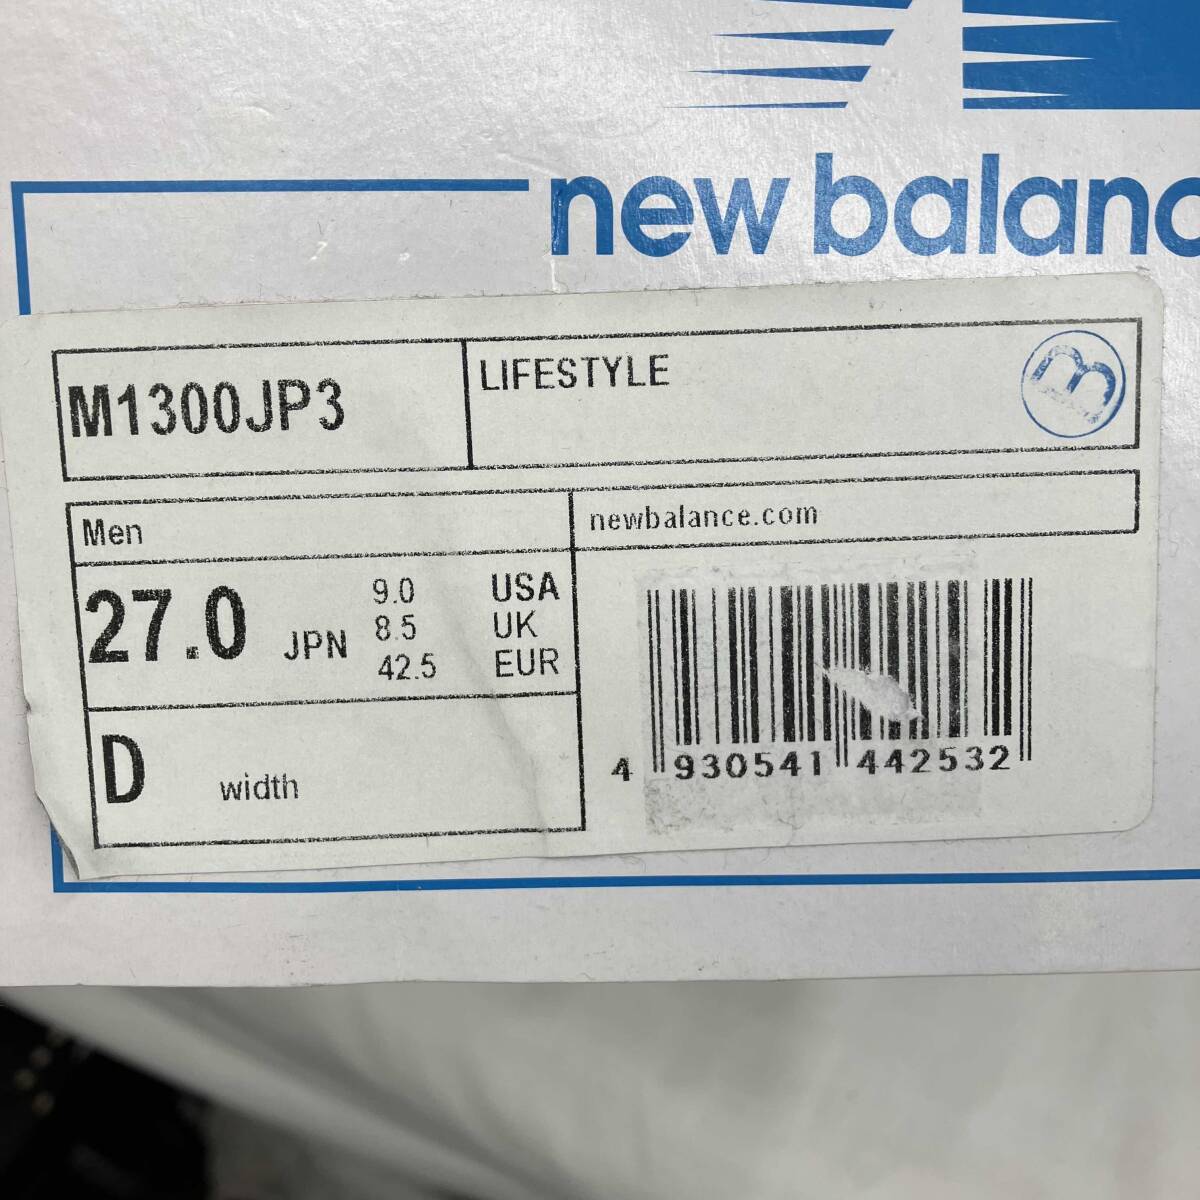 new balanc
M1300JP3
LIFESTYLE
B
Men
newbalance.com
27.0 JPN
9.0 USA
8.5 UK
42.5 EUR
D width
4 930541 442532